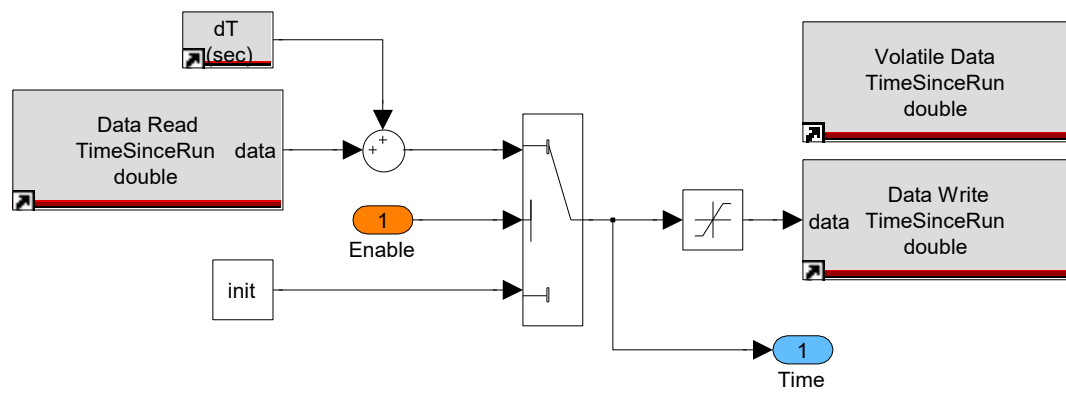 dT
(sec)
Data Read
TimeSinceRun
double
data
+
+
1
Enable
init
Volatile Data
TimeSinceRun
double
data
Data Write
TimeSinceRun
double
1
Time